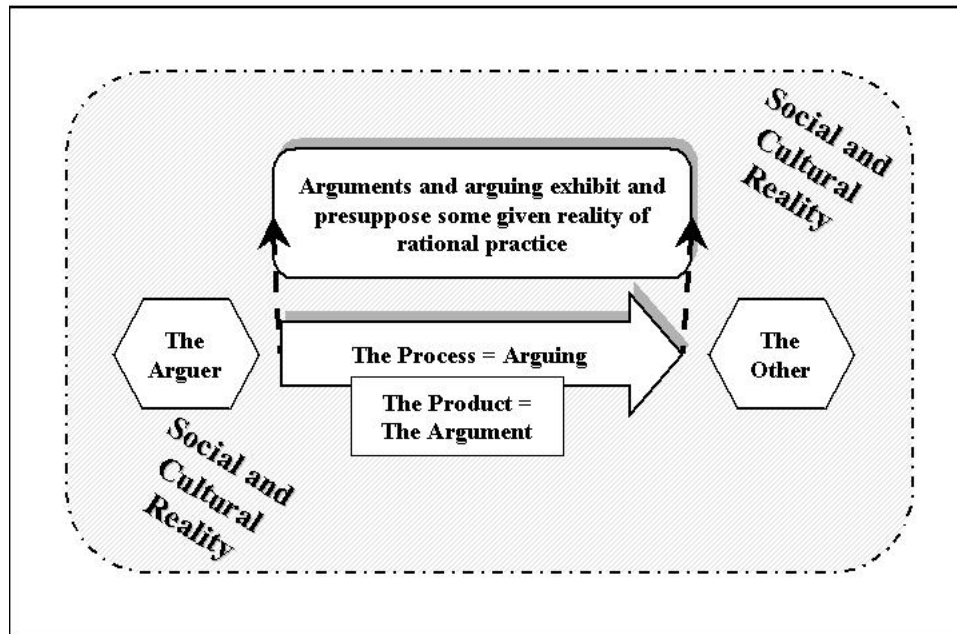 Social and
Cultural
Reality
Arguments and arguing exhibit and
presuppose some given reality of
rational practice
The
Arguer
The Process = Arguing
The Product =
The Argument
The
Other
Social and
Cultural
Reality